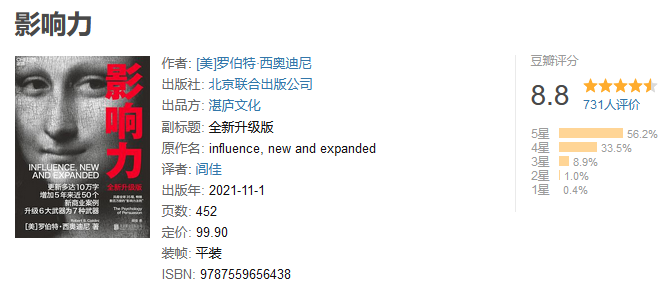 影响力
影响力
全新升级版
INFLUENCE, NEW
AND EXPANDED
更新多达10万字
增加5年来近50个
新商业案例
升级6大武器为7种武器
The Psychology
of Persuasion
[美]罗伯特·西奥迪尼 著
作者: [美]罗伯特·西奥迪尼
出版社: 北京联合出版公司
出品方: 湛庐文化
副标题: 全新升级版
原作名: influence, new and expanded
译者: 闾佳
出版年: 2021-11-1
页数: 452
定价: 99.90
装帧: 平装
ISBN: 9787559656438
豆瓣评分
8.8
731人评价
5星 56.2%
4星 33.5%
3星 8.9%
2星 1.0%
1星 0.4%